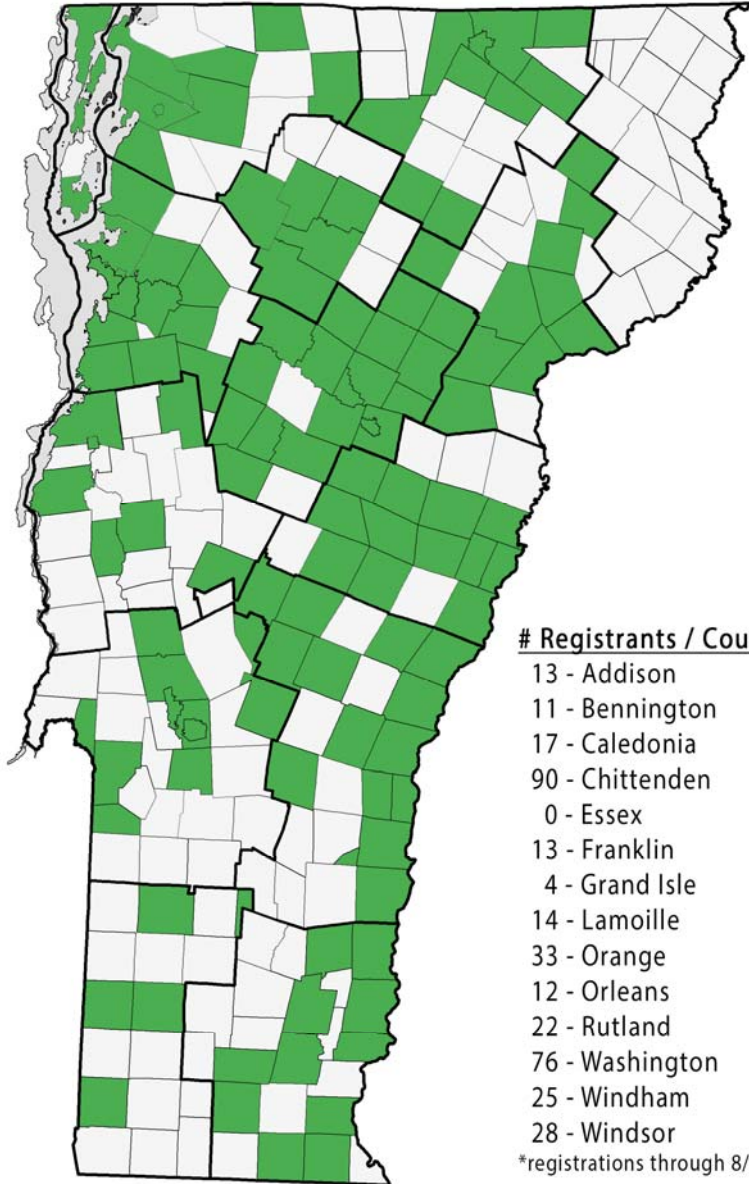 # Registrants / Cou
13 - Addison
11 - Bennington
17 - Caledonia
90 - Chittenden
0 - Essex
13 - Franklin
4 - Grand Isle
14 - Lamoille
33 - Orange
12 - Orleans
22 - Rutland
76 - Washington
25 - Windham
28 - Windsor
*registrations through 8/